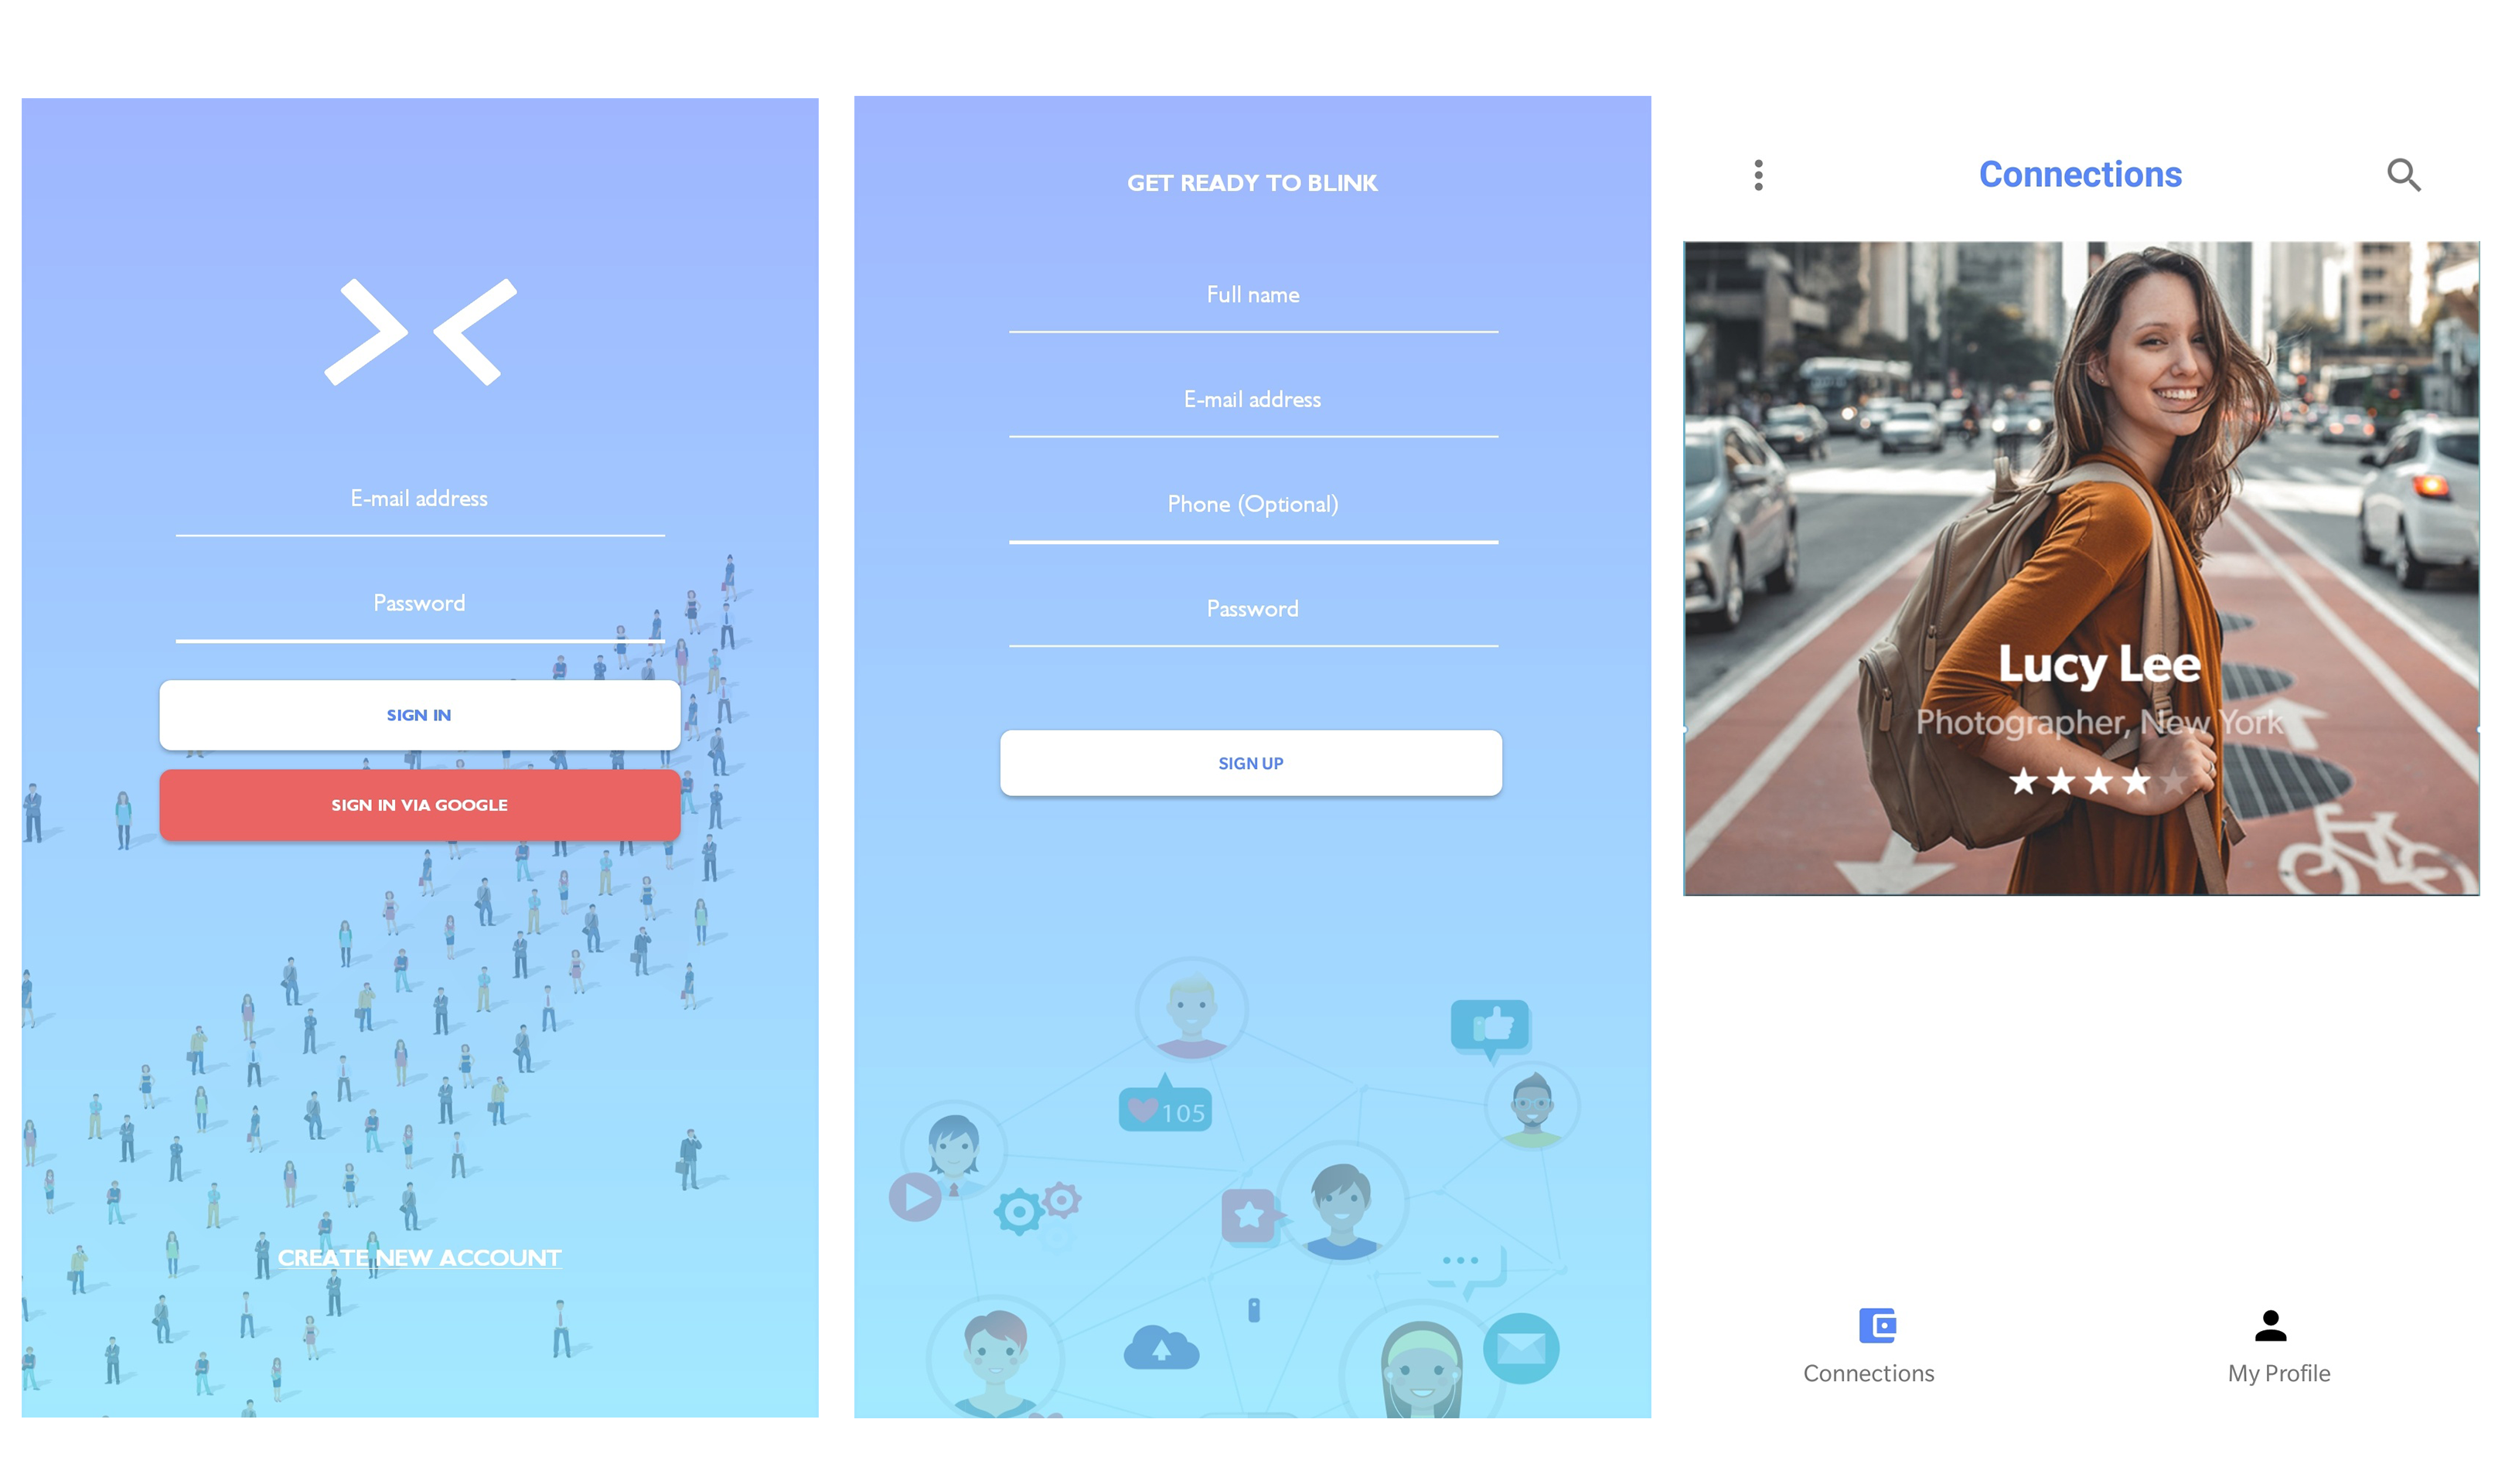 E-mail address
Password
SIGN IN
SIGN IN VIA GOOGLE
CREATE NEW ACCOUNT
GET READY TO BLINK
Full name
E-mail address
Phone (Optional)
Password
SIGN UP
105
Connections
Lucy Lee
Photographer, New York
Connections
My Profile